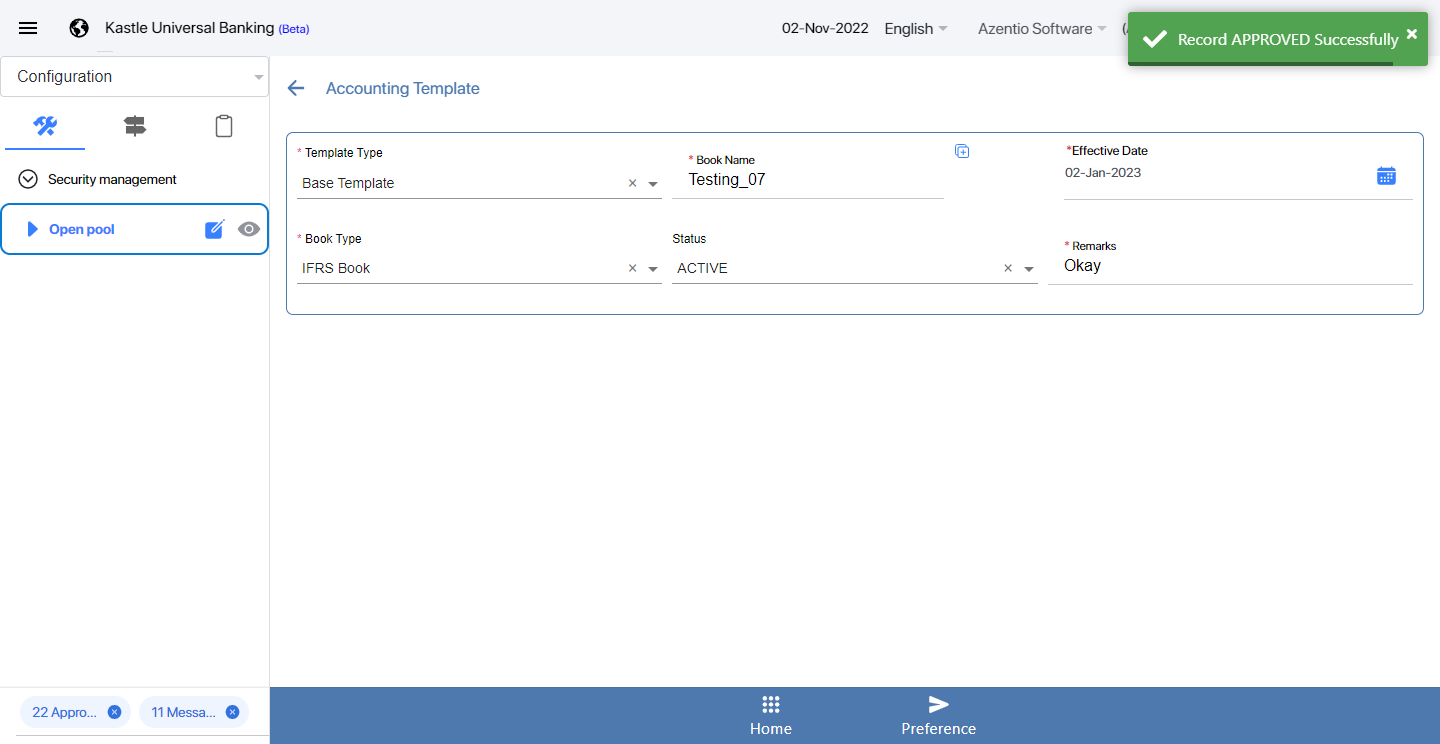 Kastle Universal Banking (Beta)
02-Nov-2022
English
Azentio Software
Record APPROVED Successfully
Configuration
Accounting Template
Security management
Open pool
* Template Type
Base Template
* Book Name
Testing_07
*Effective Date
02-Jan-2023
* Book Type
IFRS Book
Status
ACTIVE
* Remarks
Okay
22 Appro...
11 Messa...
Home
Preference